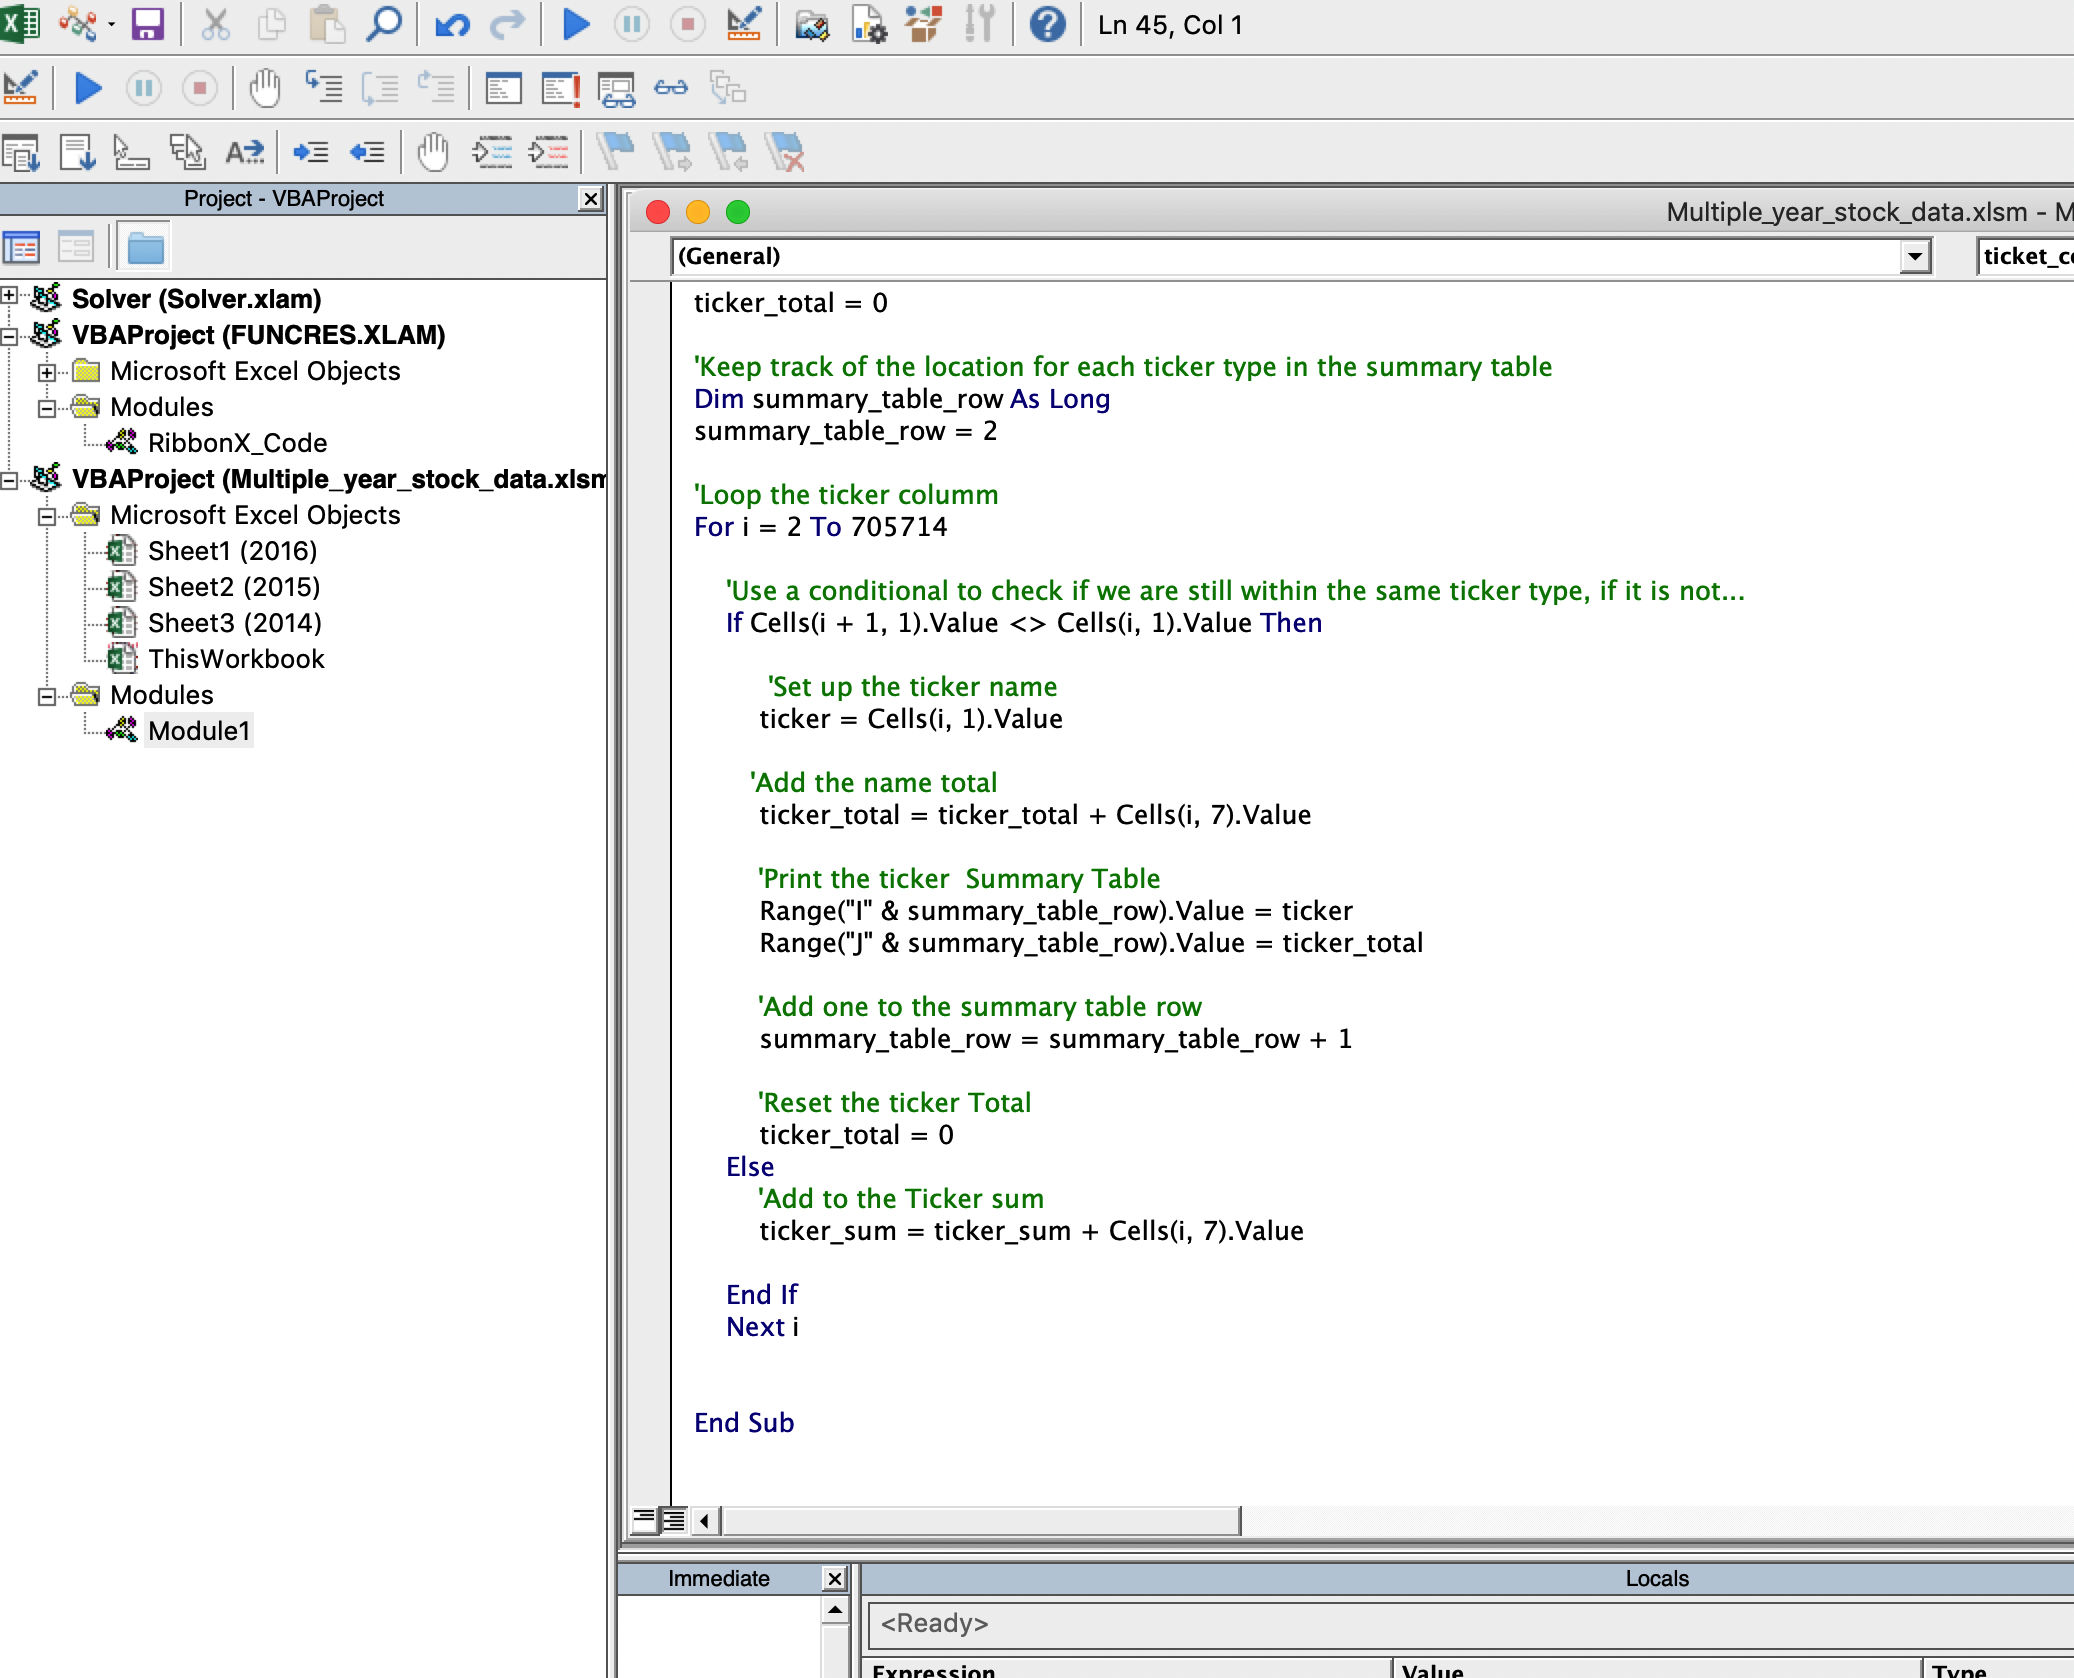 Ln 45, Col 1
Project - VBAProject
Solver (Solver.xlam)
VBAProject (FUNCRES.XLAM)
Microsoft Excel Objects
Modules
RibbonX_Code
VBAProject (Multiple_year_stock_data.xlsm
Microsoft Excel Objects
Sheet1 (2016)
Sheet2 (2015)
Sheet3 (2014)
ThisWorkbook
Modules
Module1
Multiple_year_stock_data.xlsm - M
(General)
ticket_c
ticker_total = 0
'Keep track of the location for each ticker type in the summary table
Dim summary_table_row As Long
summary_table_row = 2
'Loop the ticker columm
For i = 2 To 705714
'Use a conditional to check if we are still within the same ticker type, if it is not...
If Cells(i + 1, 1).Value <> Cells(i, 1).Value Then
'Set up the ticker name
ticker = Cells(i, 1).Value
'Add the name total
ticker_total = ticker_total + Cells(i, 7).Value
'Print the ticker  Summary Table
Range("I" & summary_table_row).Value = ticker
Range("J" & summary_table_row).Value = ticker_total
'Add one to the summary table row
summary_table_row = summary_table_row + 1
'Reset the ticker Total
ticker_total = 0
Else
'Add to the Ticker sum
ticker_sum = ticker_sum + Cells(i, 7).Value
End If
Next i
End Sub
Immediate
Locals
<Ready>
Expression
Value
Type